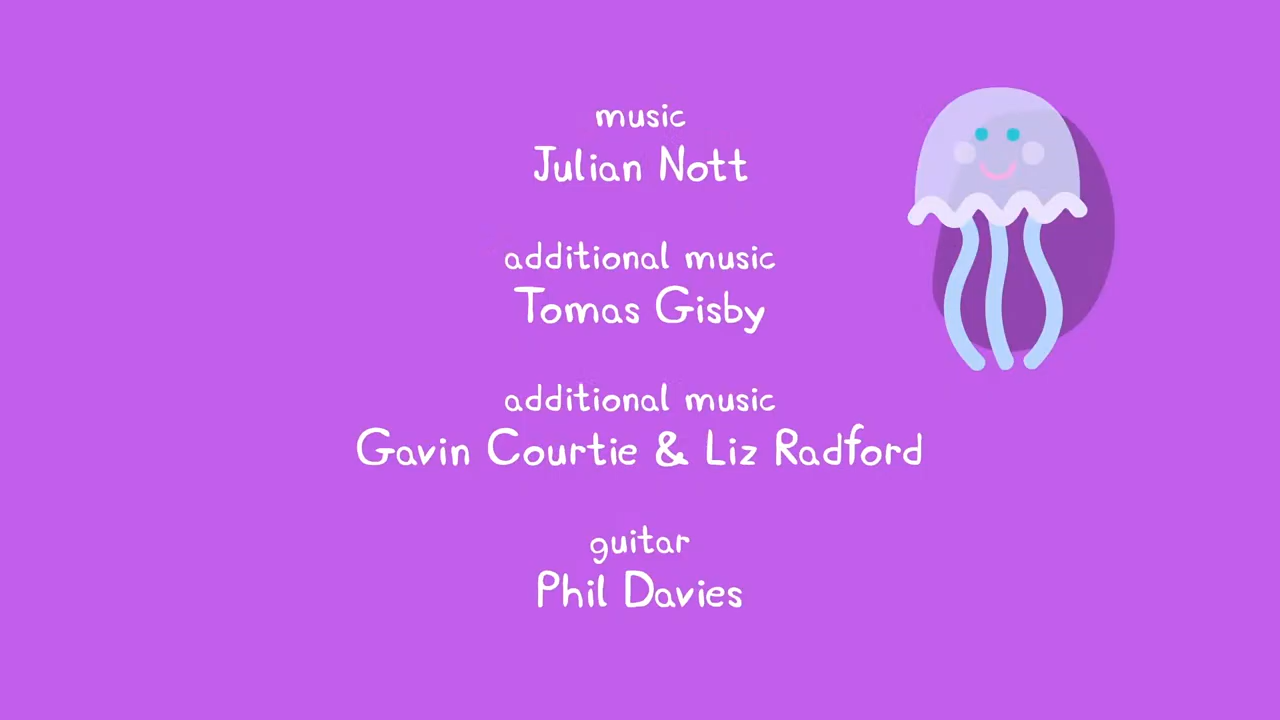 music
Julian Nott
additional music
Tomas Gisby
additional music
Gavin Courtie & Liz Radford
guitar
Phil Davies